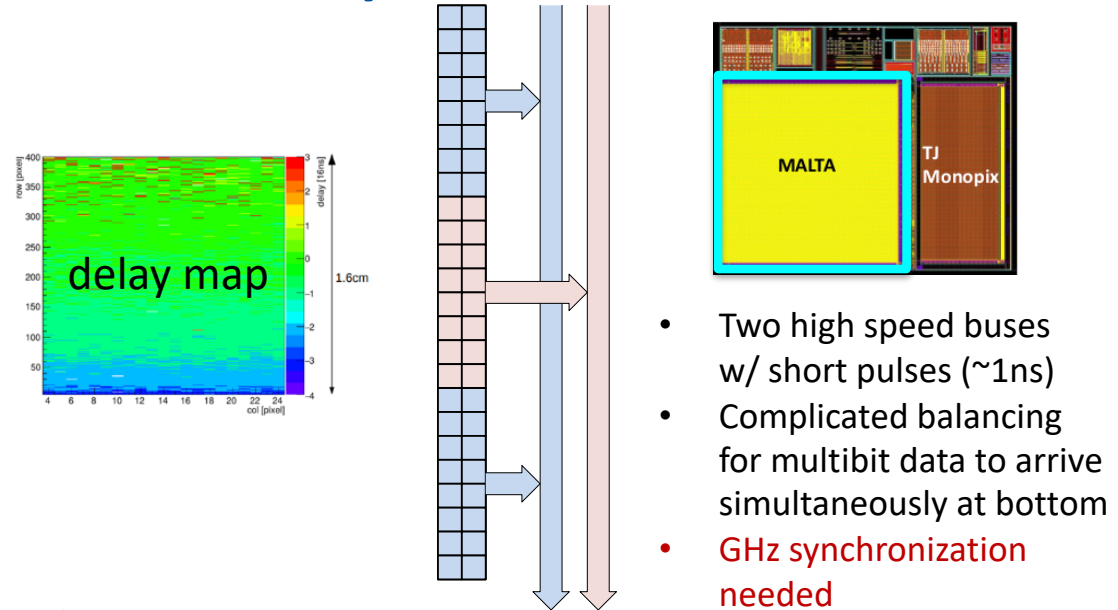 400
350
300
250
200
150
100
50
row [pixel]
4 6 8 10 12 14 16 18 20 22 24
col [pixel]
3
2
1
0
−1
−2
−3
−4
delay [16ns]
1.6cm
delay map
MALTA
TJ
Monopix
• Two high speed buses
w/ short pulses (~1ns)
• Complicated balancing
for multibit data to arrive
simultaneously at bottom
• GHz synchronization
needed